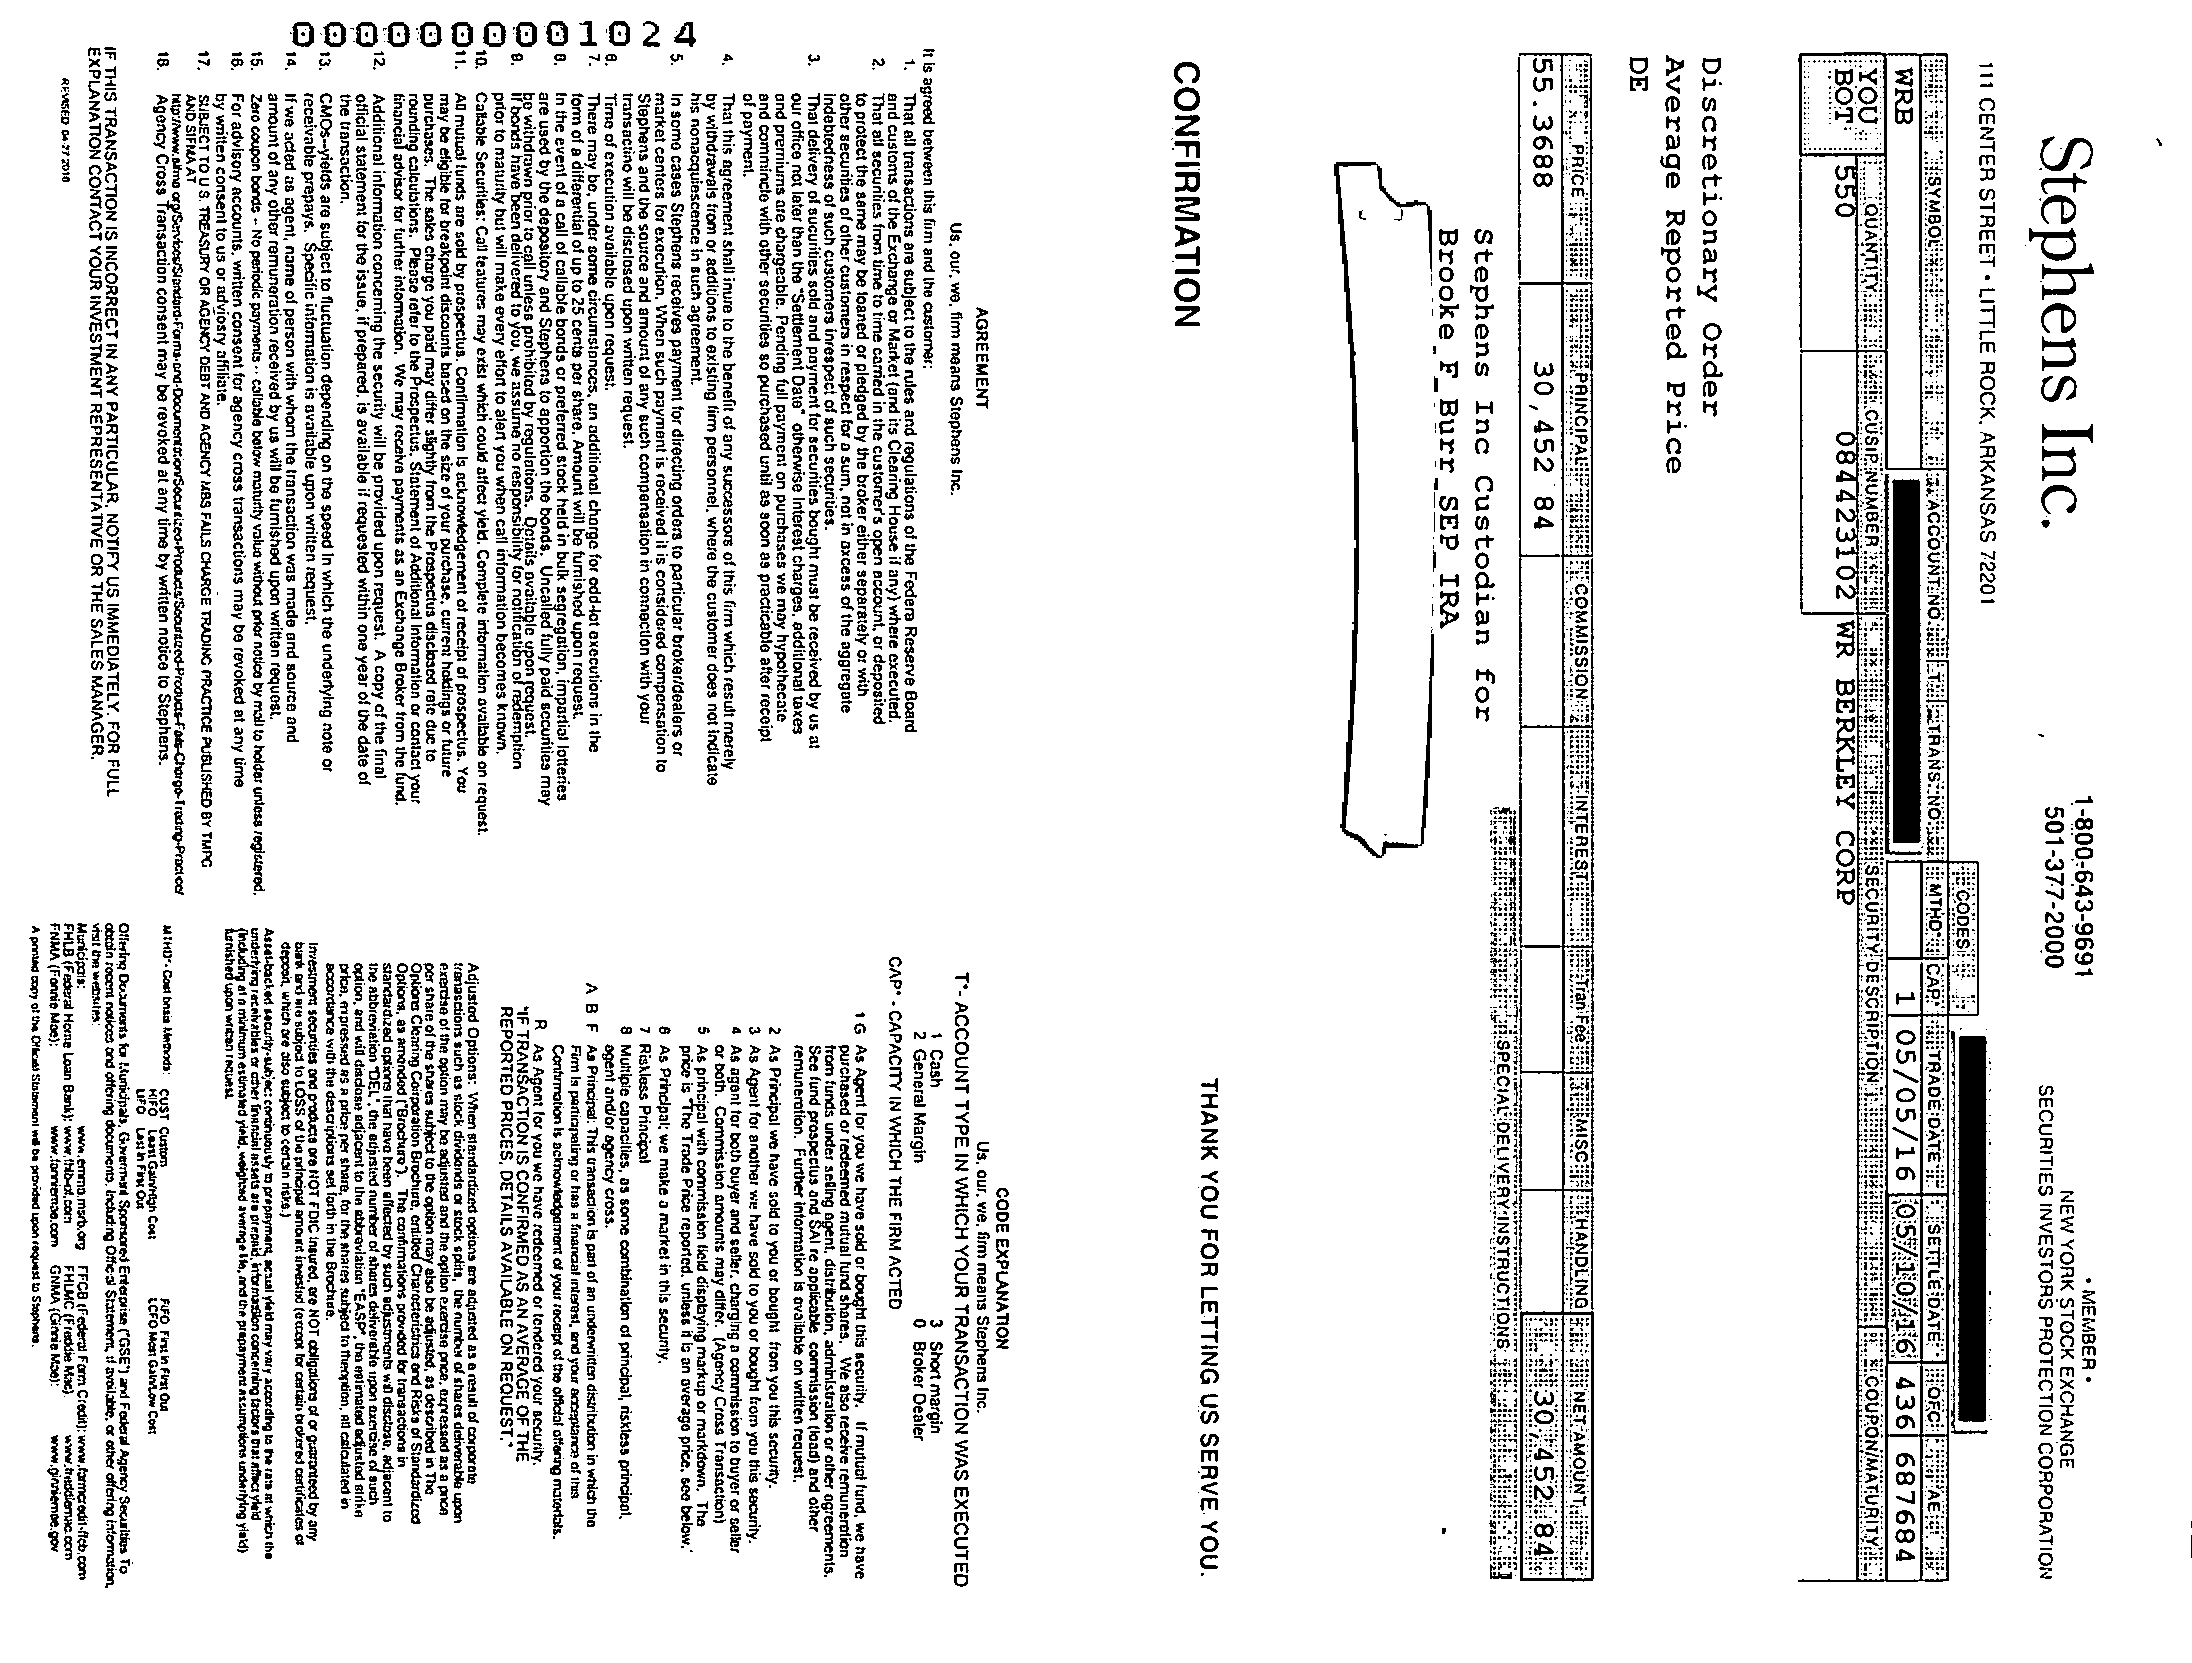 Stephens Inc.
111 CENTER STREET • LITTLE ROCK, ARKANSAS 72201
1-800-643-9691
501-377-2000
• MEMBER •
NEW YORK STOCK EXCHANGE
SECURITIES INVESTORS PROTECTION CORPORATION
CODES
SYMBOL ACCOUNT NO. T TRANS NO. MTHD* CAP* TRADE DATE SETTLE DATE OFC AE
WRB 1 05/05/16 05/10/16 436 687684
YOU BOT QUANTITY CUSIP NUMBER SECURITY DESCRIPTION COUPON/MATURITY
550 084423102 WR BERKLEY CORP
Discretionary Order
Average Reported Price
DE
PRICE PRINCIPAL COMMISSION INTEREST Tran Fee MISC HANDLING NET AMOUNT
55.3688 30,452 84 30,452 84
SPECIAL DELIVERY INSTRUCTIONS
Stephens Inc Custodian for
Brooke F Burr SEP IRA
CONFIRMATION
THANK YOU FOR LETTING US SERVE YOU.
AGREEMENT
Us, our, we, firm means Stephens Inc.
It is agreed between this firm and the customer:
1. That all transactions are subject to the rules and regulations of the Federal Reserve Board
and customs of the Exchange or Market (and its Clearing House if any) where executed.
2. That all securities from time to time carried in the customer's open account, or deposited
to protect the same may be loaned or pledged by the broker either separately or with
other securities of other customers in respect for a sum, not in excess of the aggregate
indebtedness of such customers inrespect of such securities.
3. That delivery of securities sold and payment for securities bought must be received by us at
our office not later than the "Settlement Date" otherwise Interest charges, additional taxes
and premiums are chargeable. Pending full payment on purchases we may hypothecate
and commincle with other securities so purchased until as soon as practicable after receipt
of payment.
4. That this agreement shall inure to the benefit of any successors of this firm which result merely
by withdrawals from or additions to existing firm personnel, where the customer does not indicate
his nonacquiescence in such agreement.
5. In some cases Stephens receives payment for directing orders to particular broker/dealers or
market centers for execution. When such payment is received it is considered compensation to
Stephens and the source and amount of any such compensation in connection with your
transactino will be disclosed upon written request.
6. Time of execution available upon request.
7. There may be, under some circumstances, an additional charge for odd-lot executions in the
form of a differential of up to 25 cents per share. Amount will be furnished upon request.
8. In the event of a call of callable bonds or preferred stock held in bulk segregation, impartial lotteries
are used by the depository and Stephens to apportion the bonds. Uncalled fully paid securities may
be withdrawn prior to call unless prohibited by regulations. Details available upon request.
9. If bonds have been delivered to you, we assume no responsibility for notification of redemption
prior to maturity but will make every effort to alert you when call information becomes known.
10. Callable Securities: Call features may exist which could affect yield. Complete information available on request.
11. All mutual funds are sold by prospectus. Confirmation is acknowledgement of receipt of prospectus. You
may be eligible for breakpoint discounts based on the size of your purchase, current holdings or future
purchases. The sales charge you paid may differ slightly from the Prospectus disclosed rate due to
rounding calculations. Please refer to the Prospectus, Statement of Additional Information or contact your
financial advisor for further information. We may receive payments as an Exchange Broker from the fund.
12. Additional information concerning the security will be provided upon request. A copy of the final
official statement for the issue, if prepared, is available if requested within one year of the date of
the transaction.
13. CMOs--yields are subject to fluctuation depending on the speed in which the underlying note or
receivable prepays. Specific information is available upon written request.
14. If we acted as agent, name of person with whom the transaction was made and source and
amount of any other remuneration received by us will be furnished upon written request.
15. Zero coupon bonds -- No periodic payments -- callable below maturity value without prior notice by mail to holder unless registered.
16. For advisory accounts, written consent for agency cross transactions may be revoked at any time
by written consent to us or adviosry affiliate.
17. SUBJECT TO U.S. TREASURY OR AGENCY DEBT AND AGENCY MBS FAILS CHARGE TRADING PRACTICE PUBLISHED BY TMPG
AND SIFMA AT
http://www.sifma.org/Services/Standard-Forms-and-Documentation/Securitized-Products/Securitized-Products-Fails-Charge-Trading-Practice/
18. Agency Cross Transaction consent may be revoked at any time by written notice to Stephens.
IF THIS TRANSACTION IS INCORRECT IN ANY PARTICULAR, NOTIFY US IMMEDIATELY. FOR FULL
EXPLANATION CONTACT YOUR INVESTMENT REPRESENTATIVE OR THE SALES MANAGER.
REVISED 04-27-2016
000000001024
CODE EXPLANATION
Us, our, we, firm means Stephens Inc.
T*- ACCOUNT TYPE IN WHICH YOUR TRANSACTION WAS EXECUTED
1 Cash 3 Short margin
2 General Margin 0 Broker Dealer
CAP* - CAPACITY IN WHICH THE FIRM ACTED
1 G As Agent for you we have sold or bought this security. If mutual fund, we have
purchased or redeemed mutual fund shares. We also receive remuneration
from funds under selling agent, distribution, administration or other agreements.
See fund prospectus and SAI re applicable commission (load) and other
remuneration. Further information is available on written request.
2 As Principal we have sold to you or bought from you this security.
3 As Agent for another we have sold to you or bought from you this security.
4 As agent for both buyer and seller, charging a commission to buyer or seller
or both. Commission amounts may differ. (Agency Cross Transaction)
5 As principal with commission field displaying markup or markdown. The
price is "The Trade Price reported, unless it is an average price, see below."
6 As Principal; we make a market in this security.
7 Riskless Principal
8 Multiple capacities, as some combination of principal, riskless principal,
agent and/or agency cross.
A B F As Principal: This transaction is part of an underwritten distribution in which the
Firm is participating or has a financial interest, and your acceptance of this
Conformation is acknowledgement of your receipt of the official offering materials.
R As Agent for you we have redeemed or tendered your security.
"IF TRANSACTION IS CONFIRMED AS AN AVERAGE OF THE
REPORTED PRICES, DETAILS AVAILABLE ON REQUEST."
Adjusted Options: When standardized options are adjusted as a result of corporate
transactions such as stock dividends or stock splits, the number of shares deliverable upon
exercise of the option may be adjusted and the option exercise price, expressed as a price
per share of the shares subject to the option may also be adjusted, as described in The
Options Clearing Corporation Brochure, entitled Characteristics and Risks of Standardized
Options, as amended ("Brochure"). The confirmations provided for transactions in
standardized options that have been effected by such adjustments will disclose, adjacent to
the abbreviation "DEL", the adjusted number of shares deliverable upon exercise of such
option, and will disclose adjacent to the abbreviation "EASP", the estimated adjusted strike
price, expressed as a price per share, for the shares subject to theoption, all calculated in
accordance with the descriptions set forth in the Brochure.
Investment securities and products are NOT FDIC insured, are NOT obligations of or guaranteed by any
bank and are subject to LOSS of the principal amount invested (except for certain brokered certificates of
deposit, which are also subject to certain risks.)
Asset-backed security-subject continuously to prepayment, actual yield may vary according to the rate at which the
underlying receivables or other financial assets are prepaid, information concerning factors that affect yield
(including at a minimum estimated yield, weighted average life, and the prepayment assumptions underlying yield)
furnished upon written request.
MTHD* - Cost basis Methods: CUST Custom FIFO First in First Out
HIFO Least Gain/High Cost LCFO Most Gain/Low Cost
LIFO Last In First Out
Offering Documents for Municipals, Goverment Sponsored Enterprise ("GSE") and Federal Agency Securities To
obtain recent notices and offering documents, including Official Statement, if available, or other offering information,
visit the websites:
Municipals: www.emma.msrb.org FFCB (Federal Farm Credit): www.farmcredit-ffcb.com
FHLB (Federal Home Loan Bank): www.fhlb-of.com FHLMC (Freddie Mac) www.freddiemac.com
FNMA (Fannie Mae): www.fanniemae.com GNMA (Ginnie Mae): www.ginniemae.gov
A printed copy of the Official Statement will be provided upon request to Stephens.